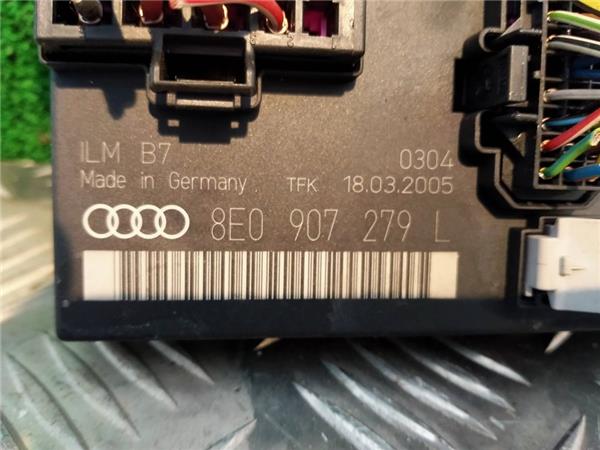 ILM B7 0304
Made in Germany TFK 18.03.2005
8E0 907 279 L